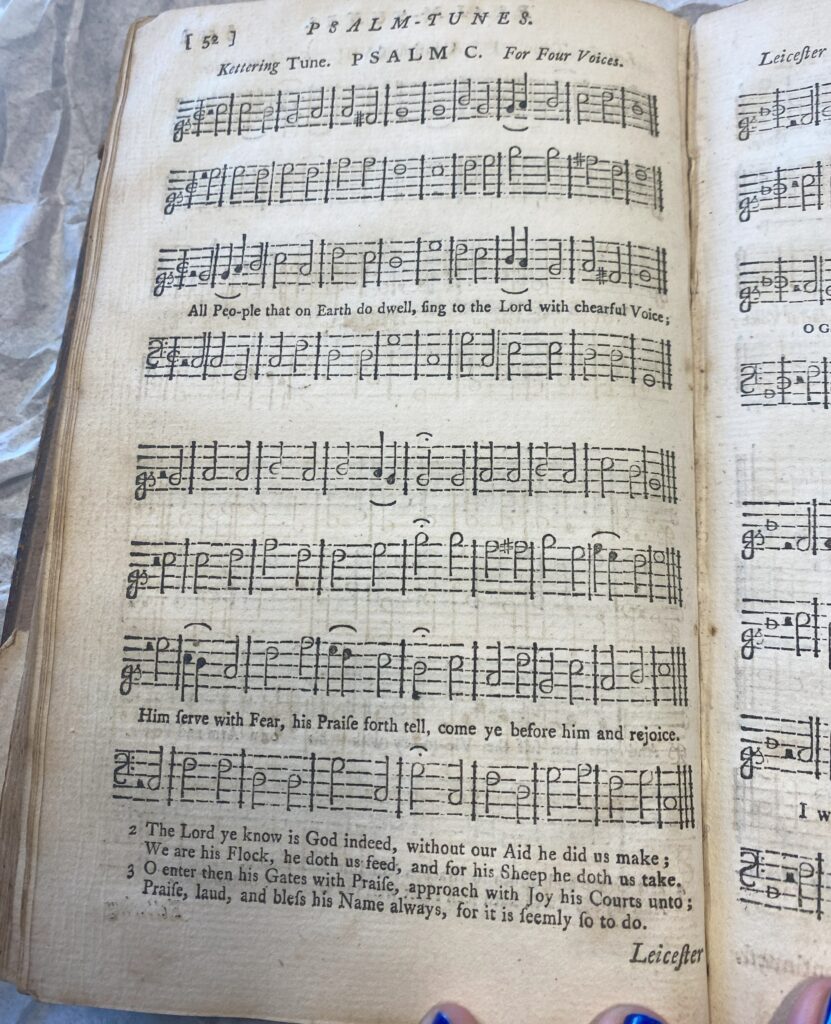 [ 52 ]
PSALM-TUNES.
Kettering Tune. PSALM C. For Four Voices.
All Peo-ple that on Earth do dwell, ſing to the Lord with chearful Voice;
Him ſerve with Fear, his Praiſe forth tell, come ye before him and rejoice.
2 The Lord ye know is God indeed, without our Aid he did us make;
We are his Flock, he doth us feed, and for his Sheep he doth us take.
3 O enter then his Gates with Praiſe, approach with Joy his Courts unto;
Praiſe, laud, and bleſs his Name always, for it is ſeemly ſo to do.
Leiceſter
Leiceſter
I